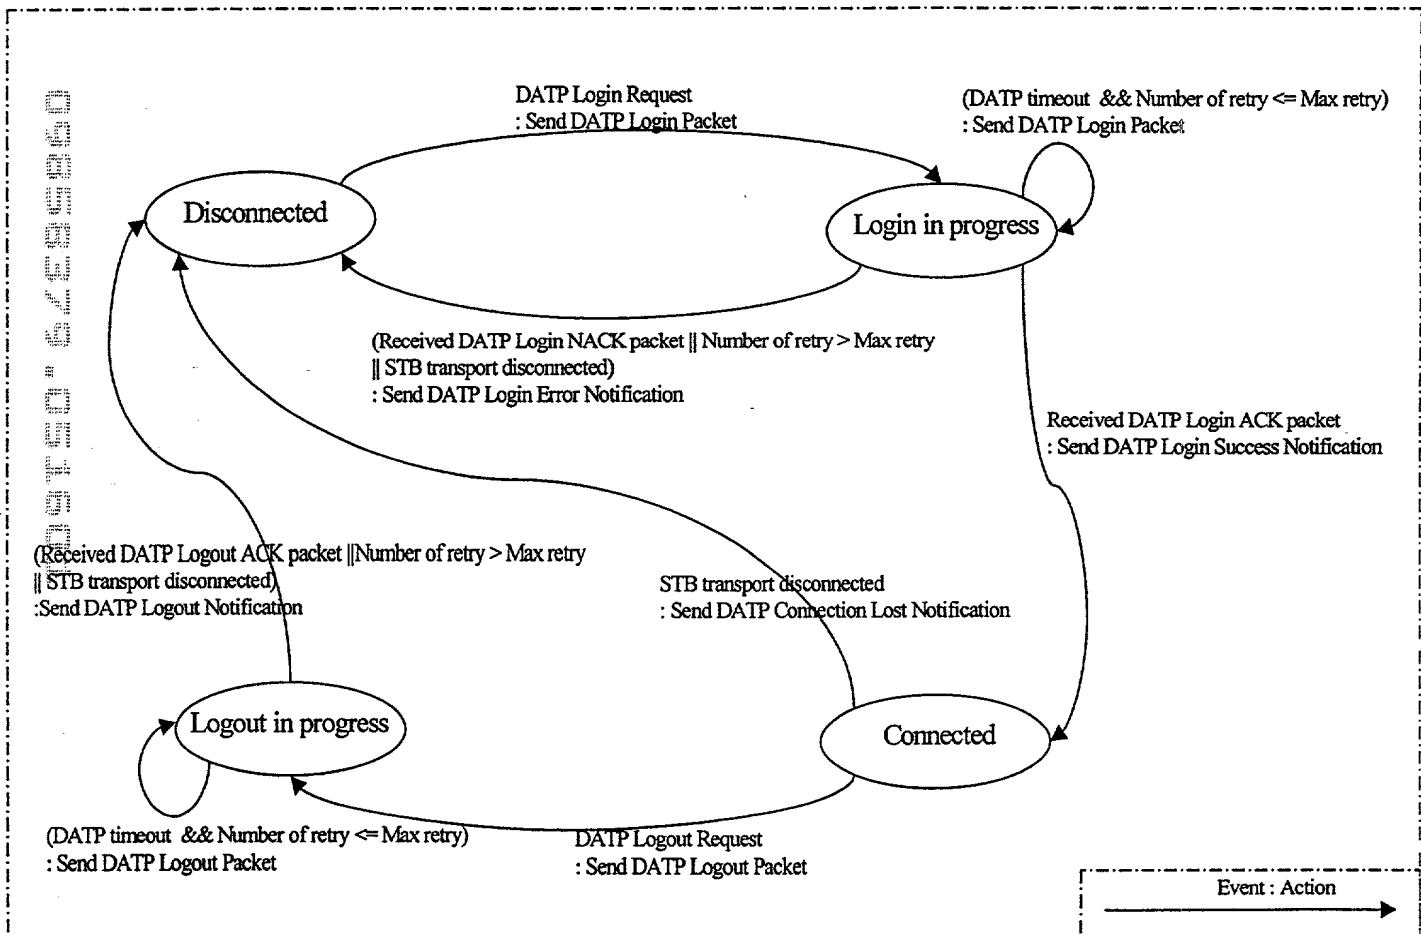 DATP Login Request
: Send DATP Login Packet
(DATP timeout && Number of retry <= Max retry)
: Send DATP Login Packet
Disconnected
Login in progress
(Received DATP Login NACK packet || Number of retry > Max retry
|| STB transport disconnected)
: Send DATP Login Error Notification
Received DATP Login ACK packet
: Send DATP Login Success Notification
(Received DATP Logout ACK packet ||Number of retry > Max retry
|| STB transport disconnected)
:Send DATP Logout Notification
STB transport disconnected
: Send DATP Connection Lost Notification
Logout in progress
Connected
(DATP timeout && Number of retry <= Max retry)
: Send DATP Logout Packet
DATP Logout Request
: Send DATP Logout Packet
Event : Action